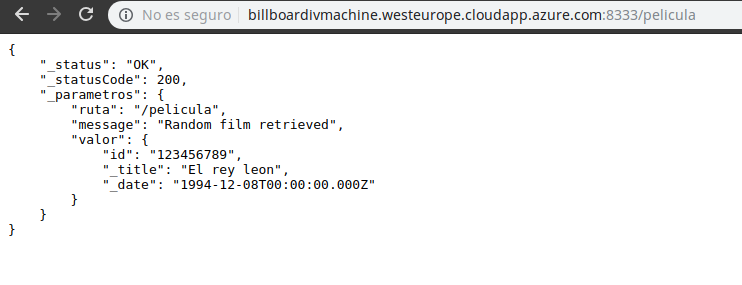 No es seguro billboardivmachine.westeurope.cloudapp.azure.com:8333/pelicula
{
    "_status": "OK",
    "_statusCode": 200,
    "_parametros": {
        "ruta": "/pelicula",
        "message": "Random film retrieved",
        "valor": {
            "id": "123456789",
            "_title": "El rey leon",
            "_date": "1994-12-08T00:00:00.000Z"
        }
    }
}